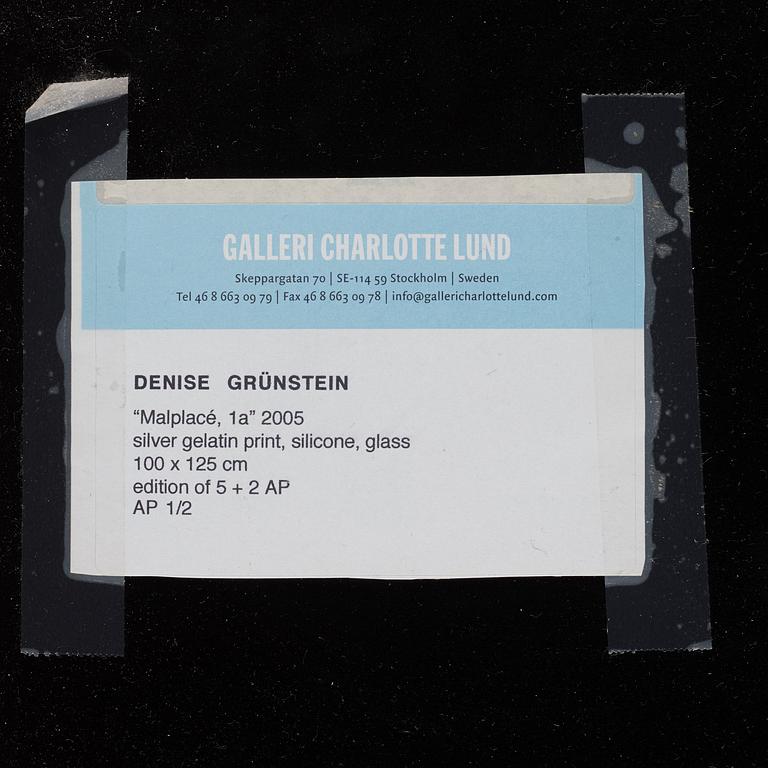 GALLERI CHARLOTTE LUND
Skeppargatan 70 | SE-114 59 Stockholm | Sweden
Tel 46 8 663 09 79 | Fax 46 8 663 09 78 | info@gallericharlottelund.com
DENISE GRÜNSTEIN
“Malplacé, 1a” 2005
silver gelatin print, silicone, glass
100 x 125 cm
edition of 5 + 2 AP
AP 1/2